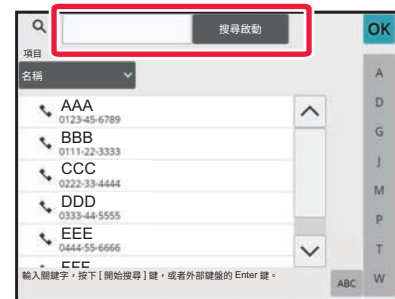 搜尋啟動
OK
項目
名稱
AAA
0123-45-6789
BBB
0111-22-3333
CCC
0222-33-4444
DDD
0333-44-5555
EEE
0444-55-6666
FFF
輸入關鍵字，按下 [ 開始搜尋 ] 鍵，或者外部鍵盤的 Enter 鍵。
ABC
A
D
G
J
M
P
T
W